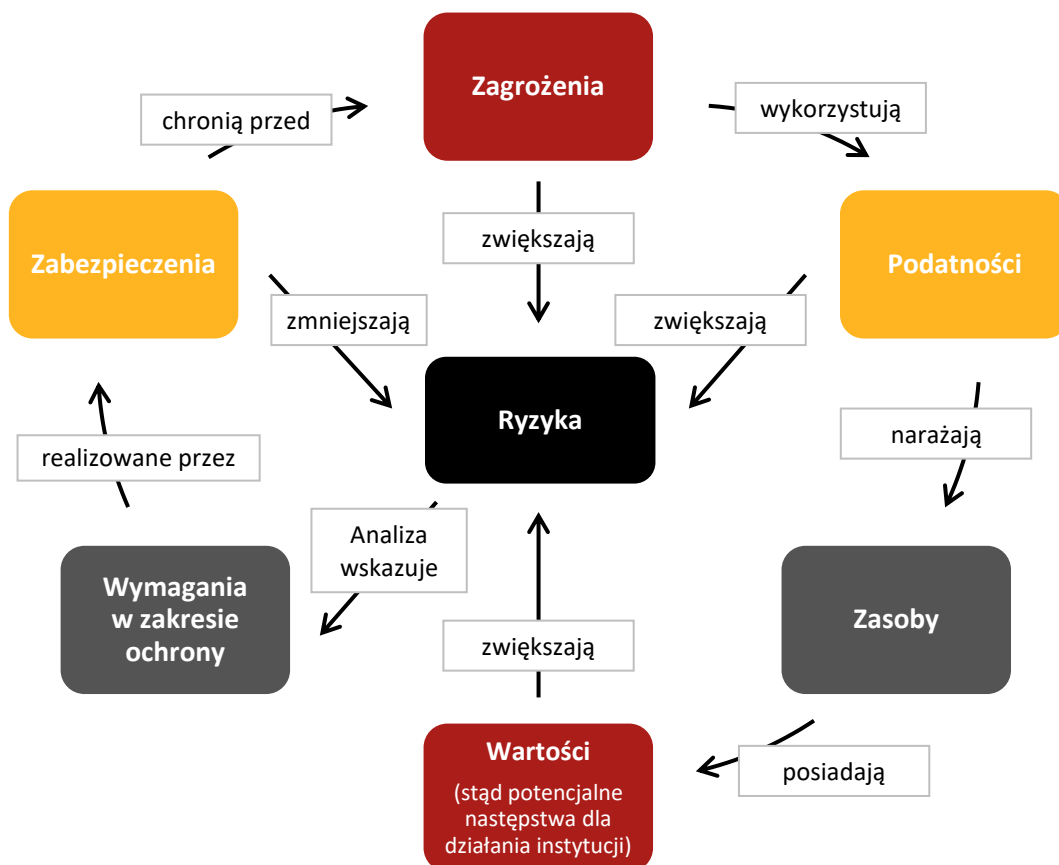 Zagrożenia
chronią przed
wykorzystują
zwiększają
Zabezpieczenia
Podatności
zmniejszają
zwiększają
Ryzyka
realizowane przez
narażają
Analiza
wskazuje
Wymagania
w zakresie
ochrony
Zasoby
zwiększają
Wartości
(stąd potencjalne
następstwa dla
działania instytucji)
posiadają